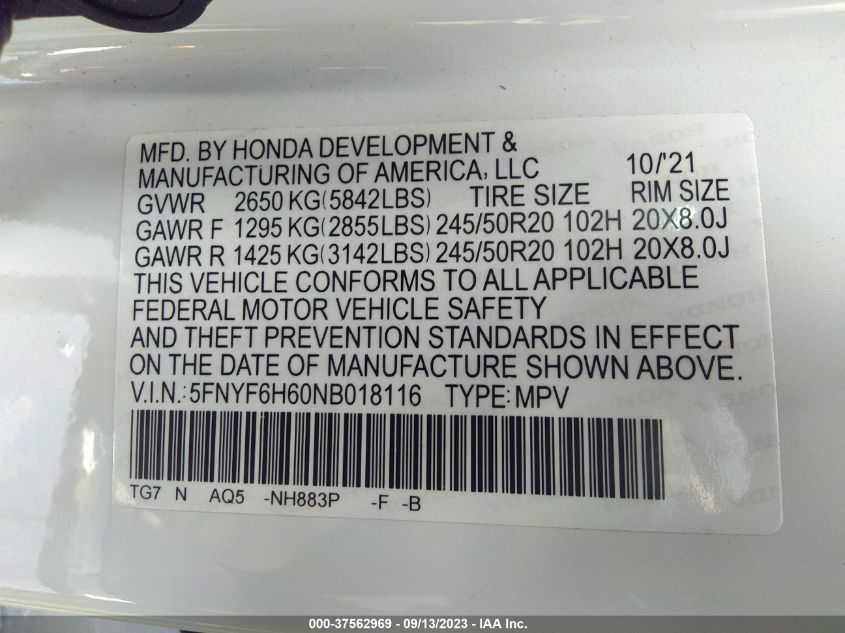 MFD. BY HONDA DEVELOPMENT &
MANUFACTURING OF AMERICA, LLC 10/'21
GVWR 2650 KG(5842LBS) TIRE SIZE RIM SIZE
GAWR F 1295 KG(2855LBS) 245/50R20 102H 20X8.0J
GAWR R 1425 KG(3142LBS) 245/50R20 102H 20X8.0J
THIS VEHICLE CONFORMS TO ALL APPLICABLE
FEDERAL MOTOR VEHICLE SAFETY
AND THEFT PREVENTION STANDARDS IN EFFECT
ON THE DATE OF MANUFACTURE SHOWN ABOVE.
V.I.N.: 5FNYF6H60NB018116 TYPE: MPV
TG7 N AQ5 -NH883P -F -B
000-37562969 - 09/13/2023 - IAA Inc.